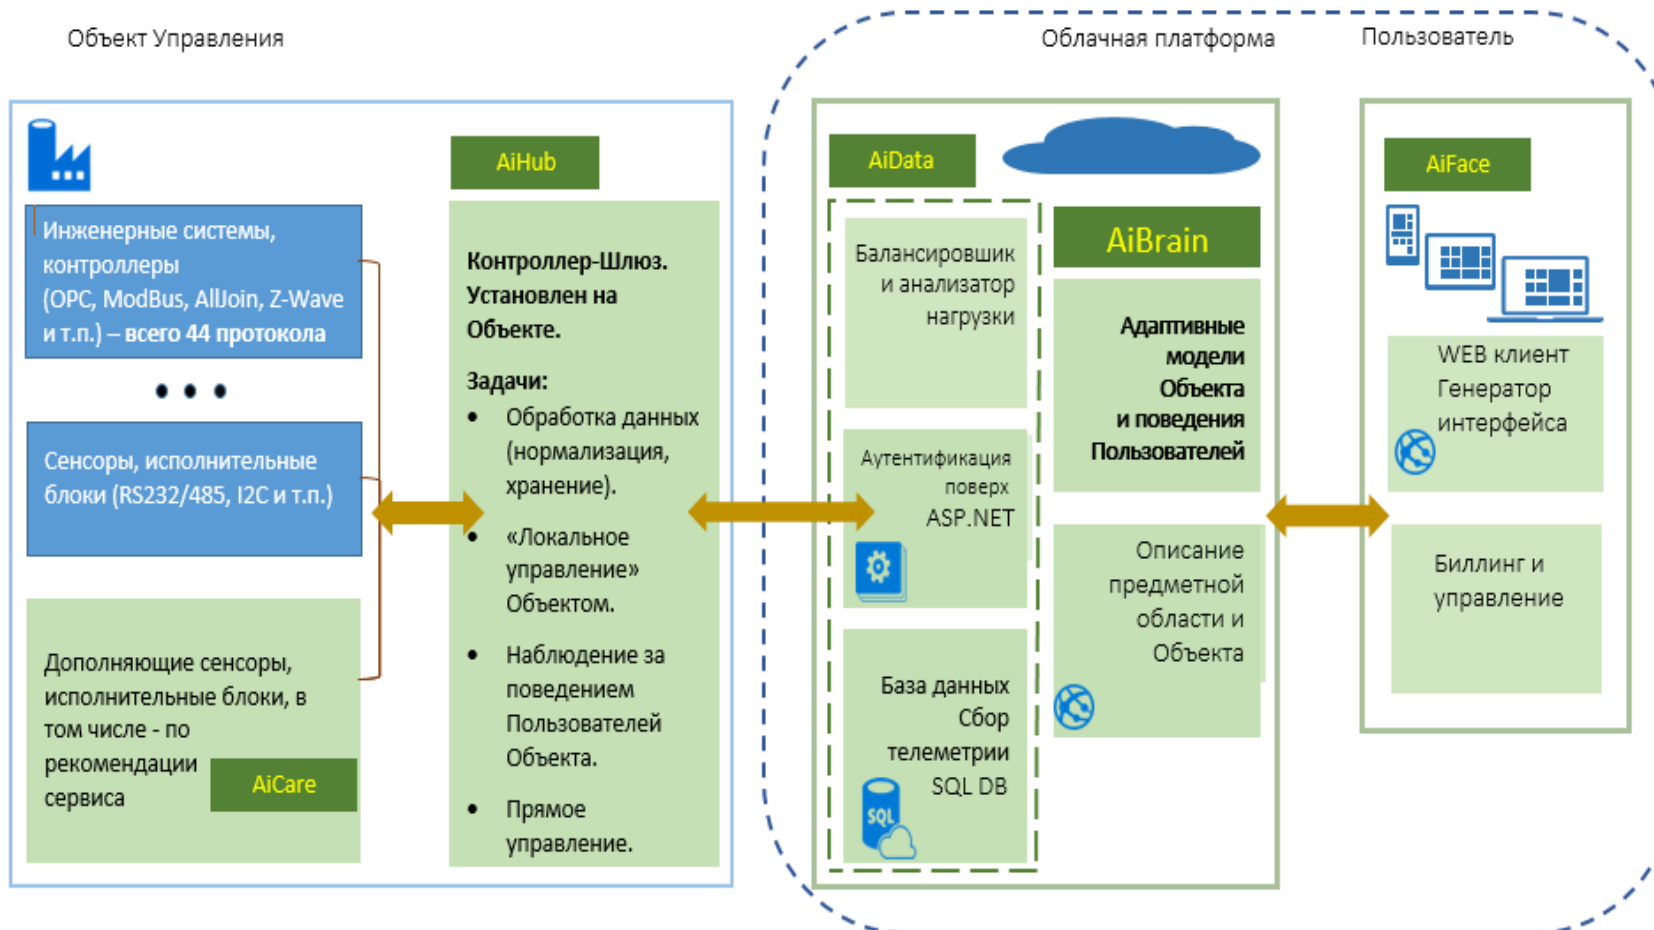 Объект Управления
Облачная платформа
Пользователь
AiHub
Инженерные системы,
контроллеры
(OPC, ModBus, AllJoin, Z-Wave
и т.п.) – всего 44 протокола
• • •
Сенсоры, исполнительные
блоки (RS232/485, I2C и т.п.)
Дополняющие сенсоры,
исполнительные блоки, в
том числе - по
рекомендации
сервиса
AiCare
Контроллер-Шлюз.
Установлен на
Объекте.
Задачи:
• Обработка данных
(нормализация,
хранение).
• «Локальное
управление»
Объектом.
• Наблюдение за
поведением
Пользователей
Объекта.
• Прямое
управление.
AiData
Балансировшик
и анализатор
нагрузки
Аутентификация
поверх
ASP.NET
База данных
Сбор
телеметрии
SQL DB
SQL
AiBrain
Адаптивные
модели
Объекта
и поведения
Пользователей
Описание
предметной
области и
Объекта
AiFace
WEB клиент
Генератор
интерфейса
Биллинг и
управление